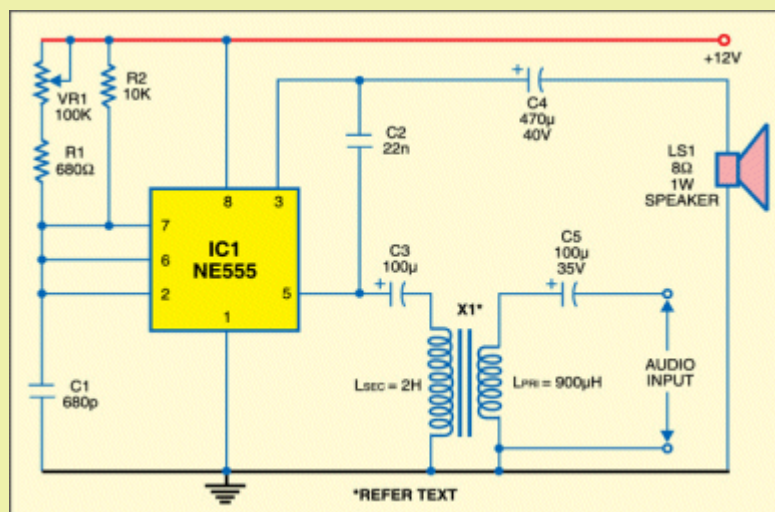 +12V
VR1
100K
R2
10K
R1
680Ω
C2
22n
+
C4
470µ
40V
LS1
8Ω
1W
SPEAKER
8
3
7
6
2
5
1
IC1
NE555
C3
100µ
+
C5
100µ
35V
+
X1*
LSEC = 2H
LPRI = 900µH
AUDIO
INPUT
C1
680p
*REFER TEXT